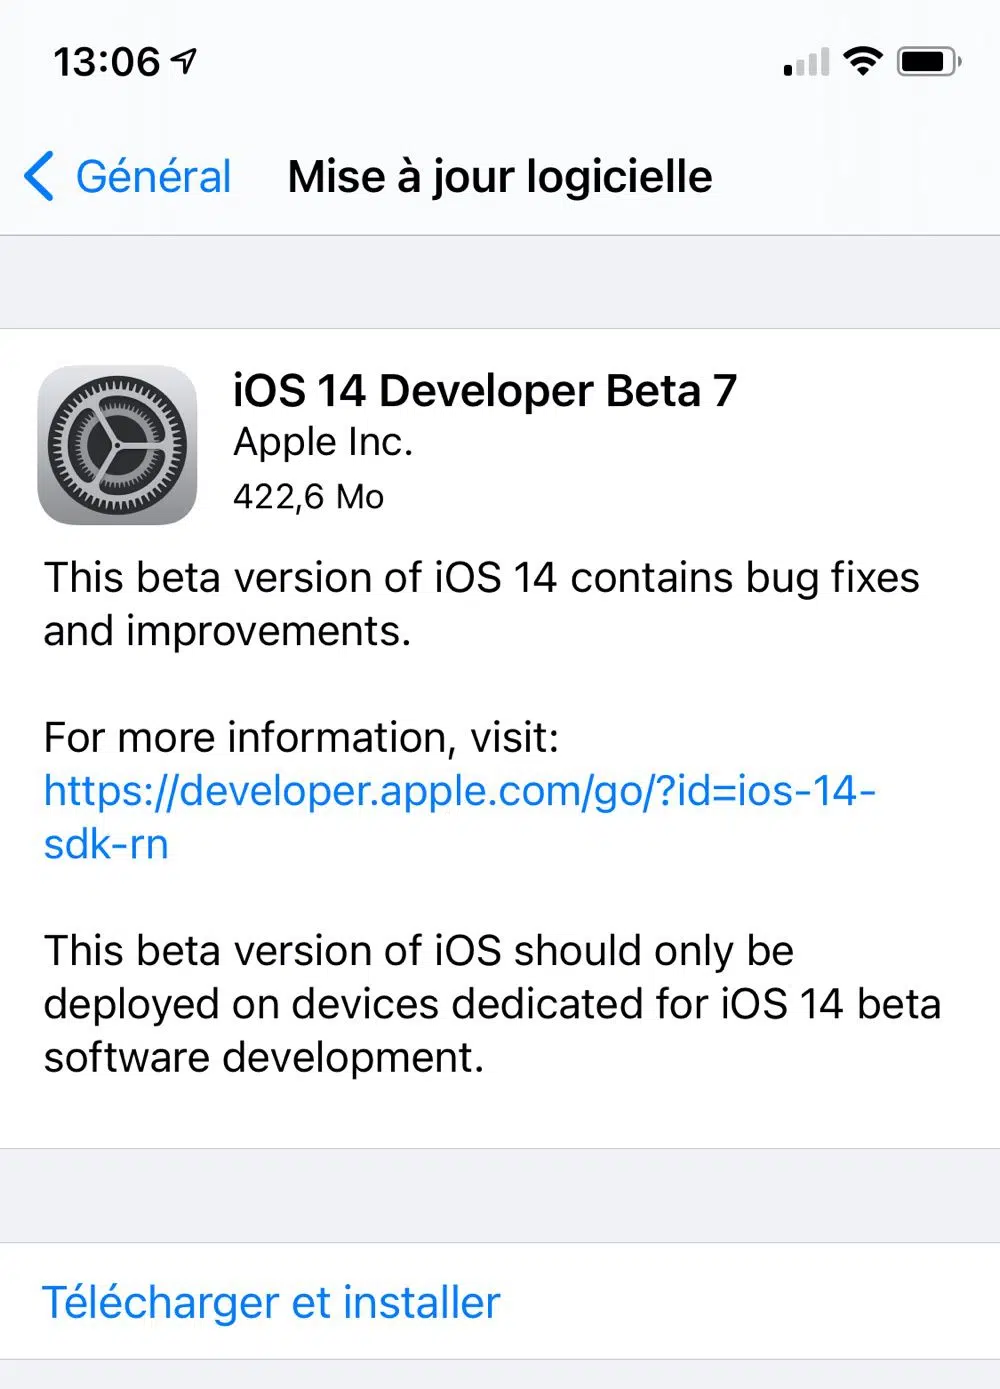 13:06
Général
Mise à jour logicielle
iOS 14 Developer Beta 7
Apple Inc.
422,6 Mo
This beta version of iOS 14 contains bug fixes
and improvements.
For more information, visit:
https://developer.apple.com/go/?id=ios-14-
sdk-rn
This beta version of iOS should only be
deployed on devices dedicated for iOS 14 beta
software development.
Télécharger et installer